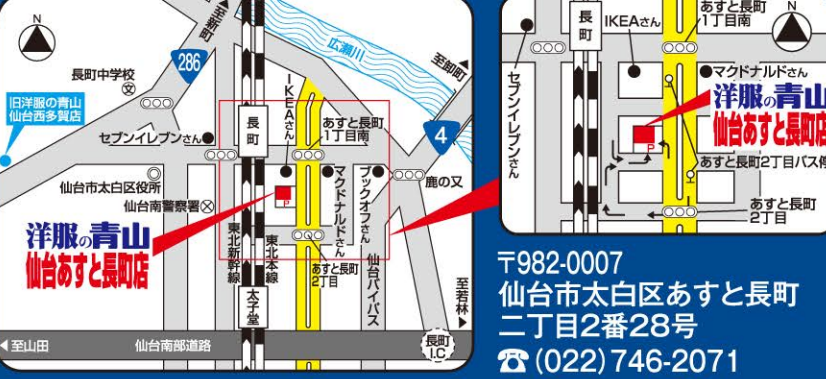 N
至新町
286
広瀬川
至卸町
長町中学校
文
旧洋服の青山
仙台西多賀店
セブンイレブンさん
長町
IKEAさん
あすと長町
1丁目南
4
仙台市太白区役所
仙台南警察署
マクドナルドさん
ブックオフさん
鹿の又
P
洋服の青山
仙台あすと長町店
東北新幹線
東北本線
あすと長町
2丁目
仙台バイパス
至若林
太子堂
至山田
仙台南部道路
長町
I.C
長町
IKEAさん
あすと長町
1丁目南
N
セブンイレブンさん
マクドナルドさん
洋服の青山
仙台あすと長町店
P
あすと長町2丁目バス停
あすと長町
2丁目
〒982-0007
仙台市太白区あすと長町
二丁目2番28号
☎(022)746-2071